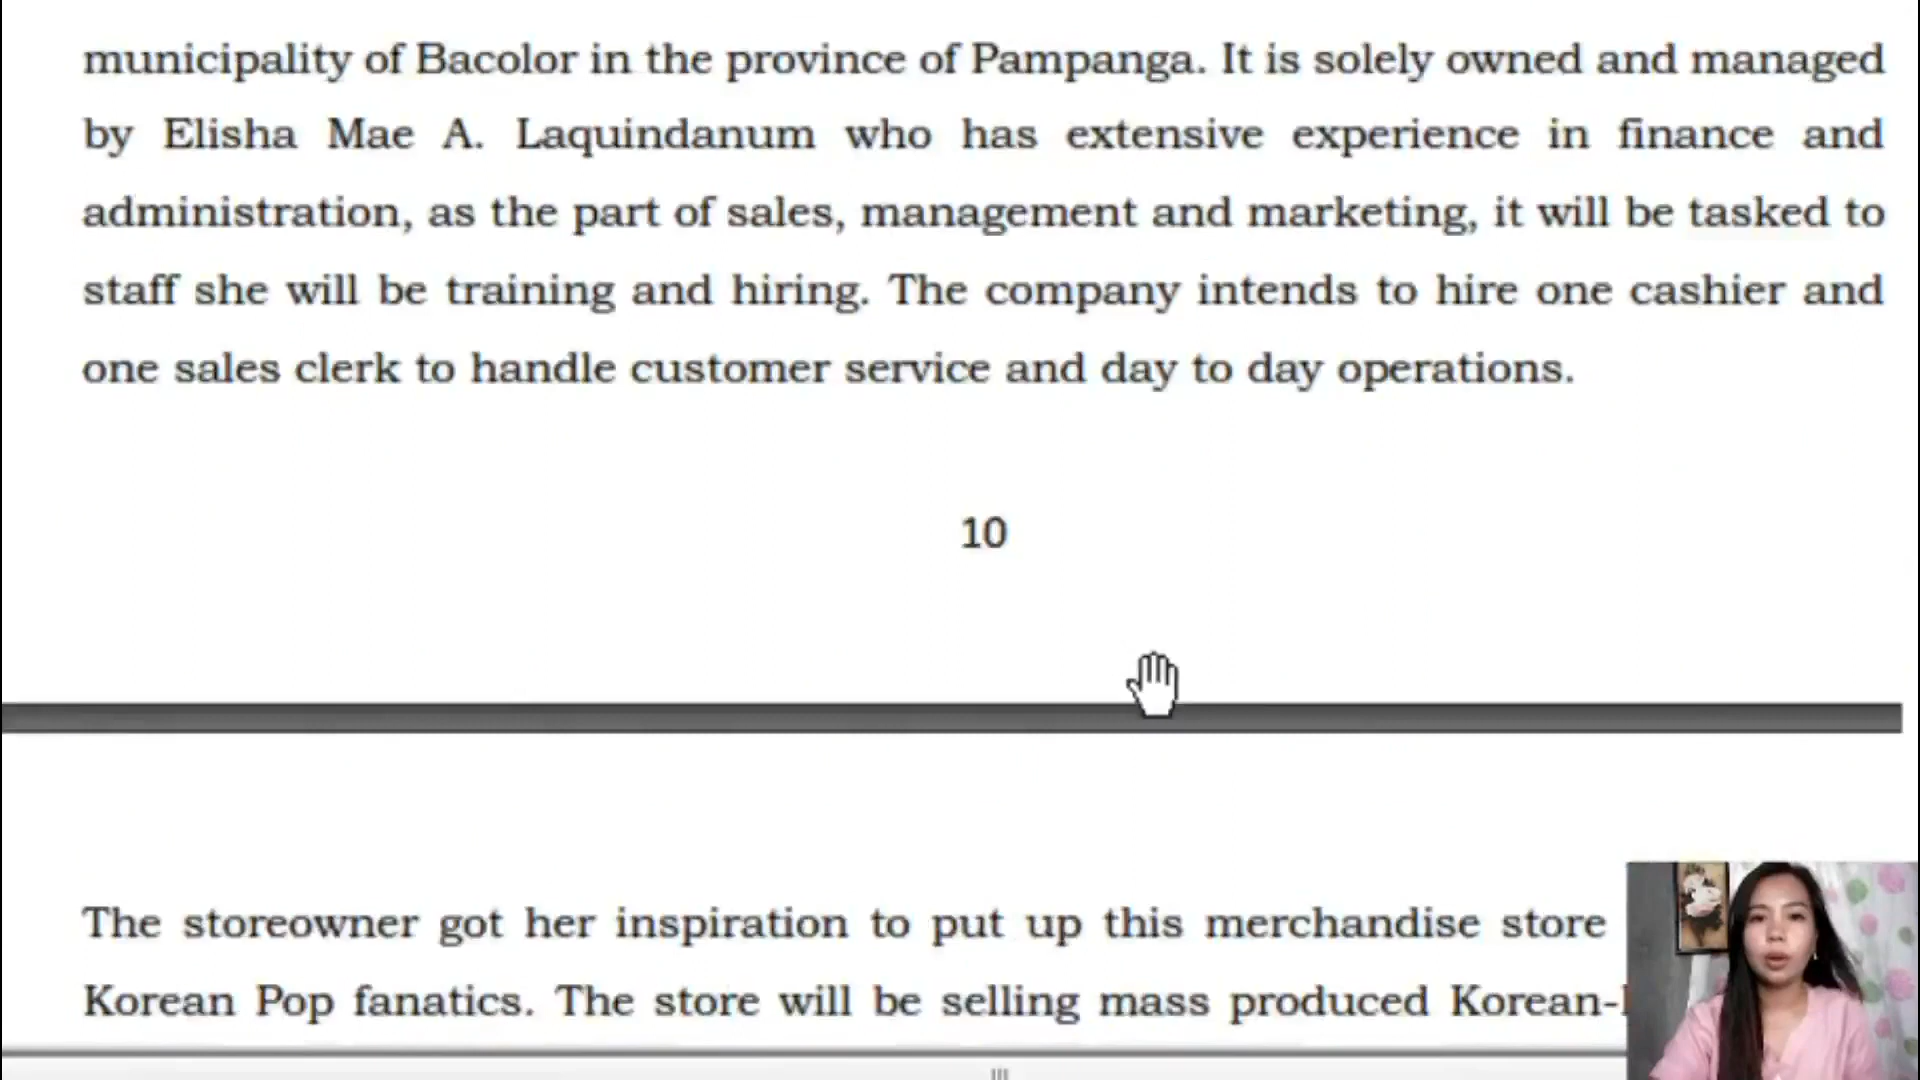 municipality of Bacolor in the province of Pampanga. It is solely owned and managed
by Elisha Mae A. Laquindanum who has extensive experience in finance and
administration, as the part of sales, management and marketing, it will be tasked to
staff she will be training and hiring. The company intends to hire one cashier and
one sales clerk to handle customer service and day to day operations.
10
The storeowner got her inspiration to put up this merchandise store
Korean Pop fanatics. The store will be selling mass produced Korean-